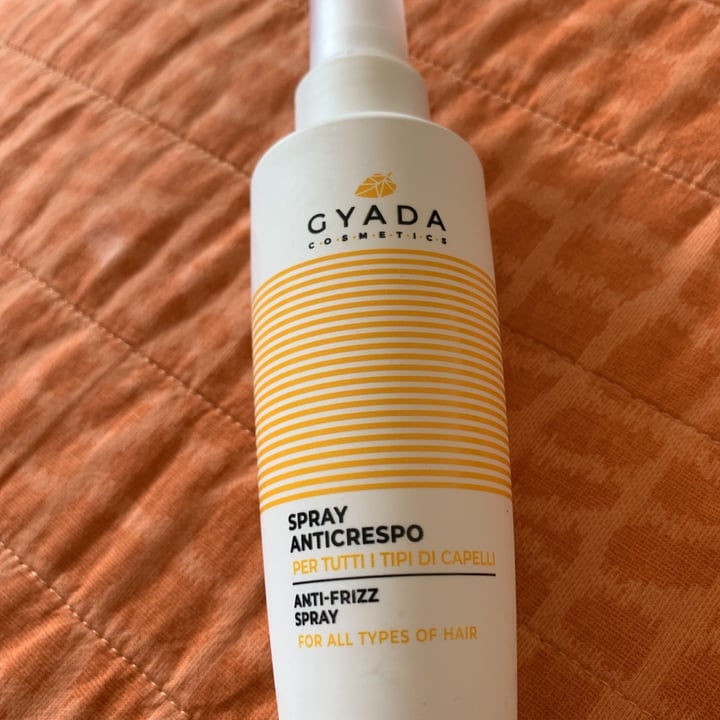 GYADA
COSMETICS
SPRAY
ANTICRESPO
PER TUTTI I TIPI DI CAPELLI
ANTI-FRIZZ
SPRAY
FOR ALL TYPES OF HAIR